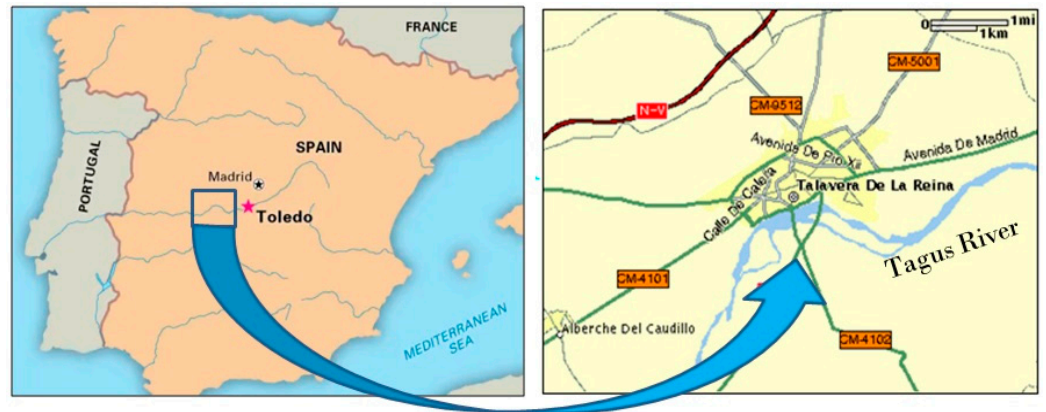 FRANCE
PORTUGAL
SPAIN
Madrid
Toledo
MEDITERRANEAN
SEA
0 1mi
1km
CM-5001
CM-9512
N-V
Avenida De Pio Xii
Avenida De Madrid
Calle De Calera
Talavera De La Reina
Tagus River
CM-4101
Alberche Del Caudillo
CM-4102